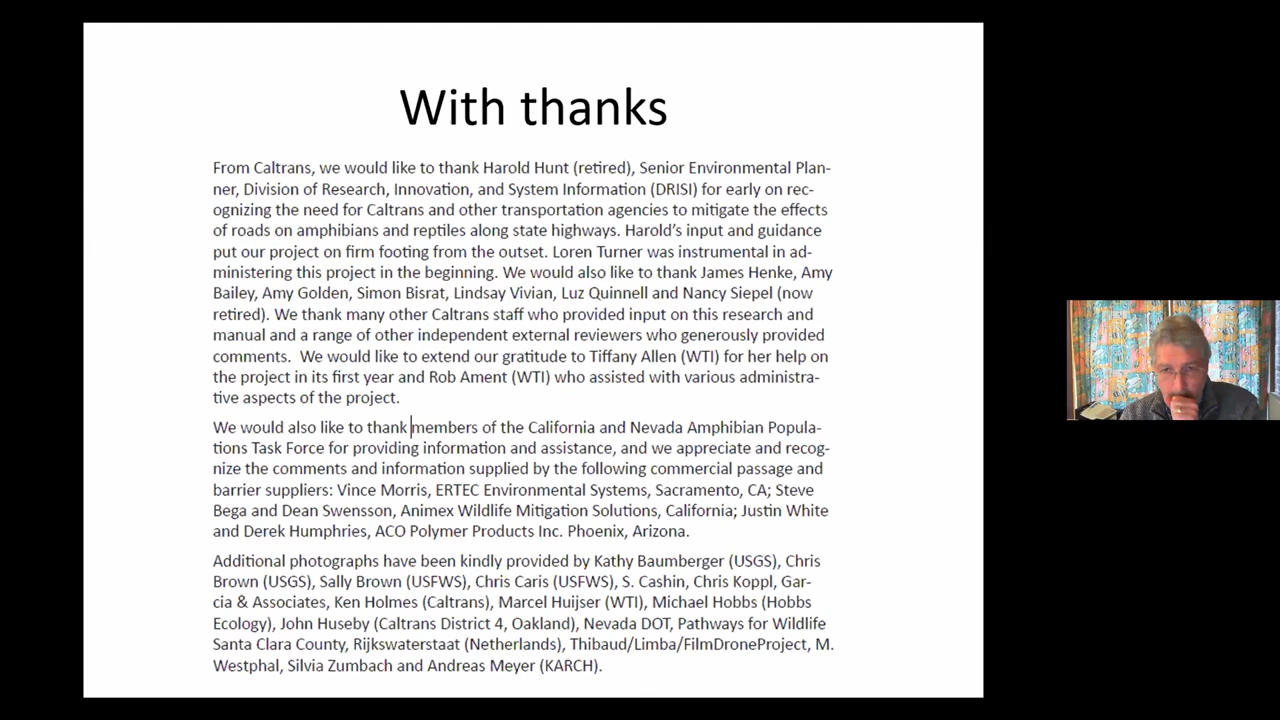 With thanks
From Caltrans, we would like to thank Harold Hunt (retired), Senior Environmental Plan-
ner, Division of Research, Innovation, and System Information (DRISI) for early on rec-
ognizing the need for Caltrans and other transportation agencies to mitigate the effects
of roads on amphibians and reptiles along state highways. Harold’s input and guidance
put our project on firm footing from the outset. Loren Turner was instrumental in ad-
ministering this project in the beginning. We would also like to thank James Henke, Amy
Bailey, Amy Golden, Simon Bisrat, Lindsay Vivian, Luz Quinnell and Nancy Siepel (now
retired). We thank many other Caltrans staff who provided input on this research and
manual and a range of other independent external reviewers who generously provided
comments.  We would like to extend our gratitude to Tiffany Allen (WTI) for her help on
the project in its first year and Rob Ament (WTI) who assisted with various administra-
tive aspects of the project.
We would also like to thank members of the California and Nevada Amphibian Popula-
tions Task Force for providing information and assistance, and we appreciate and recog-
nize the comments and information supplied by the following commercial passage and
barrier suppliers: Vince Morris, ERTEC Environmental Systems, Sacramento, CA; Steve
Bega and Dean Swensson, Animex Wildlife Mitigation Solutions, California; Justin White
and Derek Humphries, ACO Polymer Products Inc. Phoenix, Arizona.
Additional photographs have been kindly provided by Kathy Baumberger (USGS), Chris
Brown (USGS), Sally Brown (USFWS), Chris Caris (USFWS), S. Cashin, Chris Koppl, Gar-
cia & Associates, Ken Holmes (Caltrans), Marcel Huijser (WTI), Michael Hobbs (Hobbs
Ecology), John Huseby (Caltrans District 4, Oakland), Nevada DOT, Pathways for Wildlife
Santa Clara County, Rijkswaterstaat (Netherlands), Thibaud/Limba/FilmDroneProject, M.
Westphal, Silvia Zumbach and Andreas Meyer (KARCH).